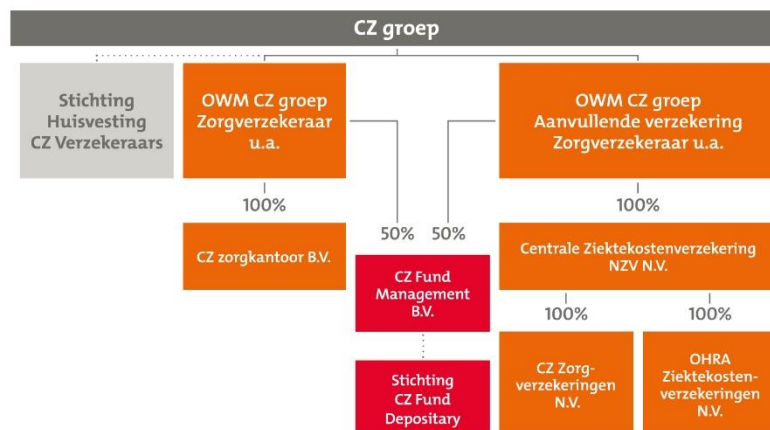 CZ groep
Stichting
Huisvesting
CZ Verzekeraars
OWM CZ groep
Zorgverzekeraar
u.a.
OWM CZ groep
Aanvullende verzekering
Zorgverzekeraar u.a.
100%
50%
50%
100%
CZ zorgkantoor B.V.
CZ Fund
Management
B.V.
Centrale Ziektekostenverzekering
NZV N.V.
100%
100%
Stichting
CZ Fund
Depositary
CZ Zorg-
verzekeringen
N.V.
OHRA
Ziektekosten-
verzekeringen
N.V.